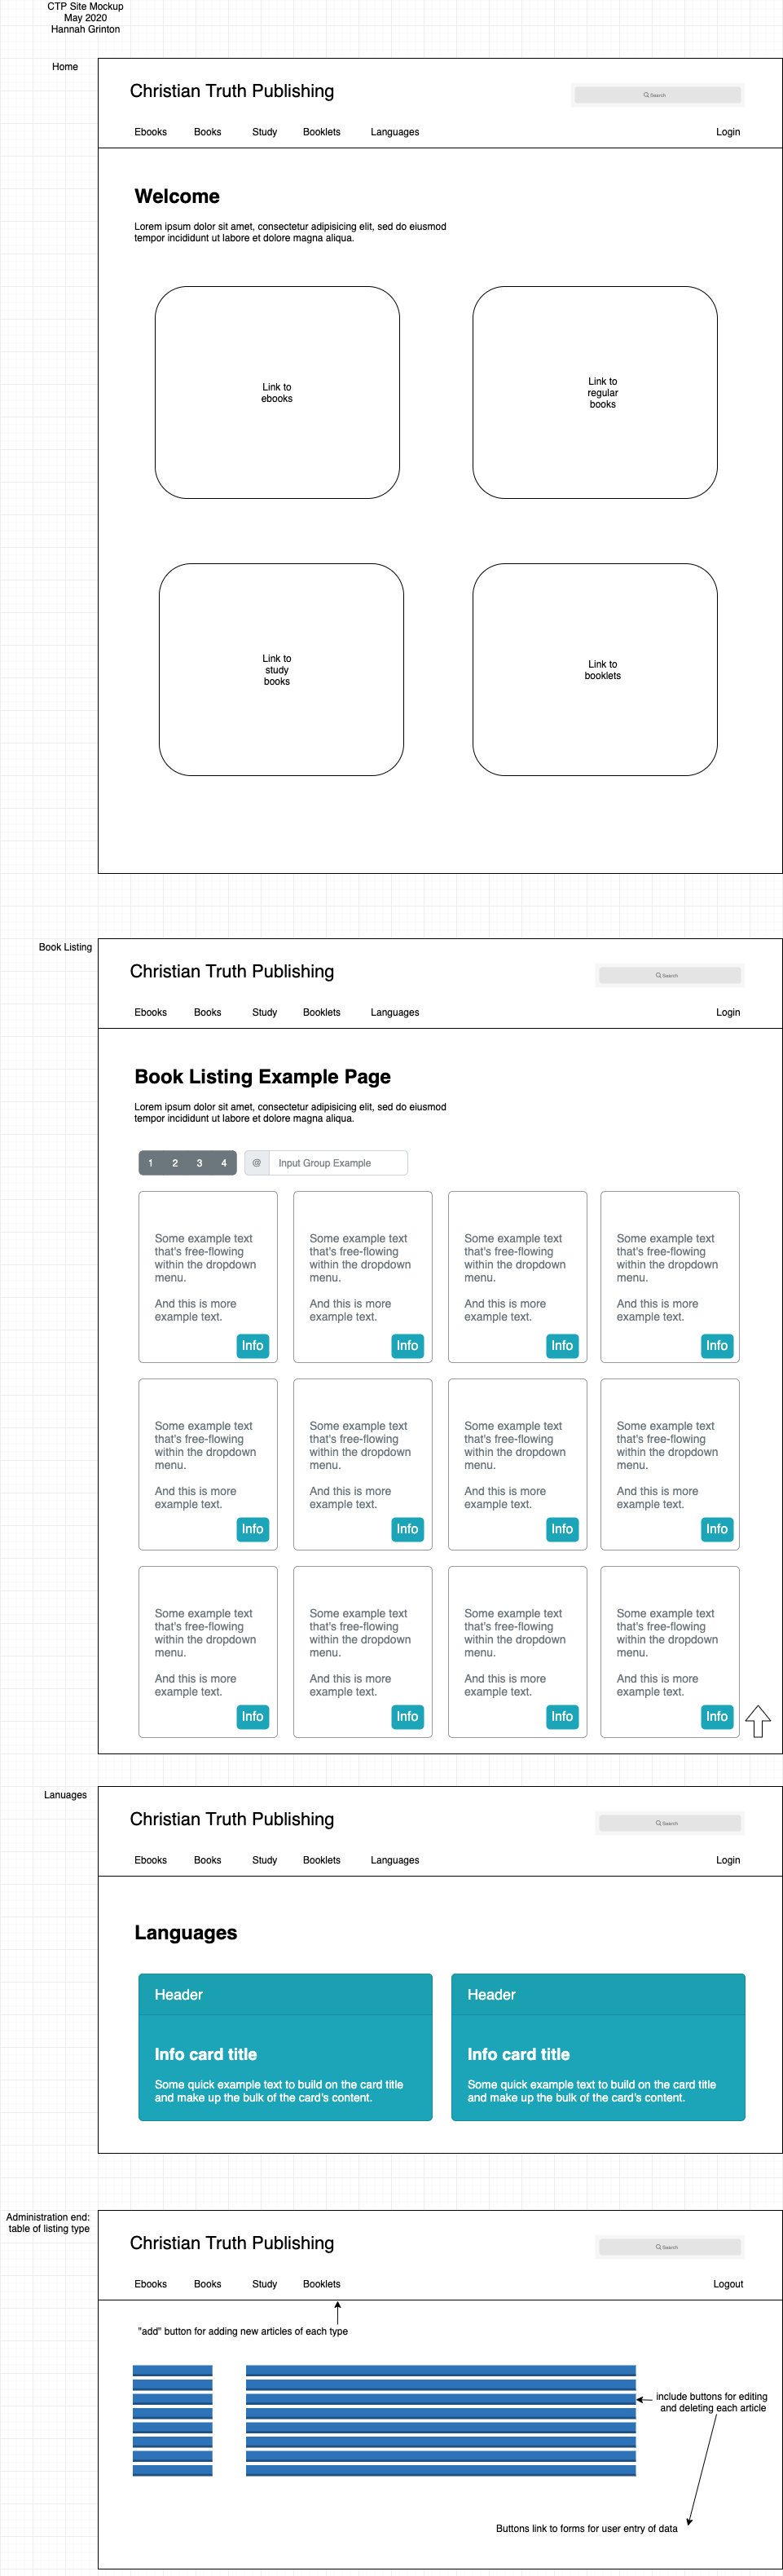 CTP Site Mockup
May 2020
Hannah Grinton
Home
Christian Truth Publishing
Search
Ebooks Books Study Booklets Languages Login
Welcome
Lorem ipsum dolor sit amet, consectetur adipisicing elit, sed do eiusmod
tempor incididunt ut labore et dolore magna aliqua.
Link to
ebooks
Link to
regular
books
Link to
study
books
Link to
booklets
Book Listing
Christian Truth Publishing
Search
Ebooks Books Study Booklets Languages Login
Book Listing Example Page
Lorem ipsum dolor sit amet, consectetur adipisicing elit, sed do eiusmod
tempor incididunt ut labore et dolore magna aliqua.
1 2 3 4 @ Input Group Example
Some example text
that's free-flowing
within the dropdown
menu.
And this is more
example text.
Info
Some example text
that's free-flowing
within the dropdown
menu.
And this is more
example text.
Info
Some example text
that's free-flowing
within the dropdown
menu.
And this is more
example text.
Info
Some example text
that's free-flowing
within the dropdown
menu.
And this is more
example text.
Info
Some example text
that's free-flowing
within the dropdown
menu.
And this is more
example text.
Info
Some example text
that's free-flowing
within the dropdown
menu.
And this is more
example text.
Info
Some example text
that's free-flowing
within the dropdown
menu.
And this is more
example text.
Info
Some example text
that's free-flowing
within the dropdown
menu.
And this is more
example text.
Info
Some example text
that's free-flowing
within the dropdown
menu.
And this is more
example text.
Info
Some example text
that's free-flowing
within the dropdown
menu.
And this is more
example text.
Info
Some example text
that's free-flowing
within the dropdown
menu.
And this is more
example text.
Info
Some example text
that's free-flowing
within the dropdown
menu.
And this is more
example text.
Info
Lanuages
Christian Truth Publishing
Search
Ebooks Books Study Booklets Languages Login
Languages
Header
Info card title
Some quick example text to build on the card title
and make up the bulk of the card's content.
Header
Info card title
Some quick example text to build on the card title
and make up the bulk of the card's content.
Administration end:
table of listing type
Christian Truth Publishing
Search
Ebooks Books Study Booklets Logout
"add" button for adding new articles of each type
include buttons for editing
and deleting each article
Buttons link to forms for user entry of data